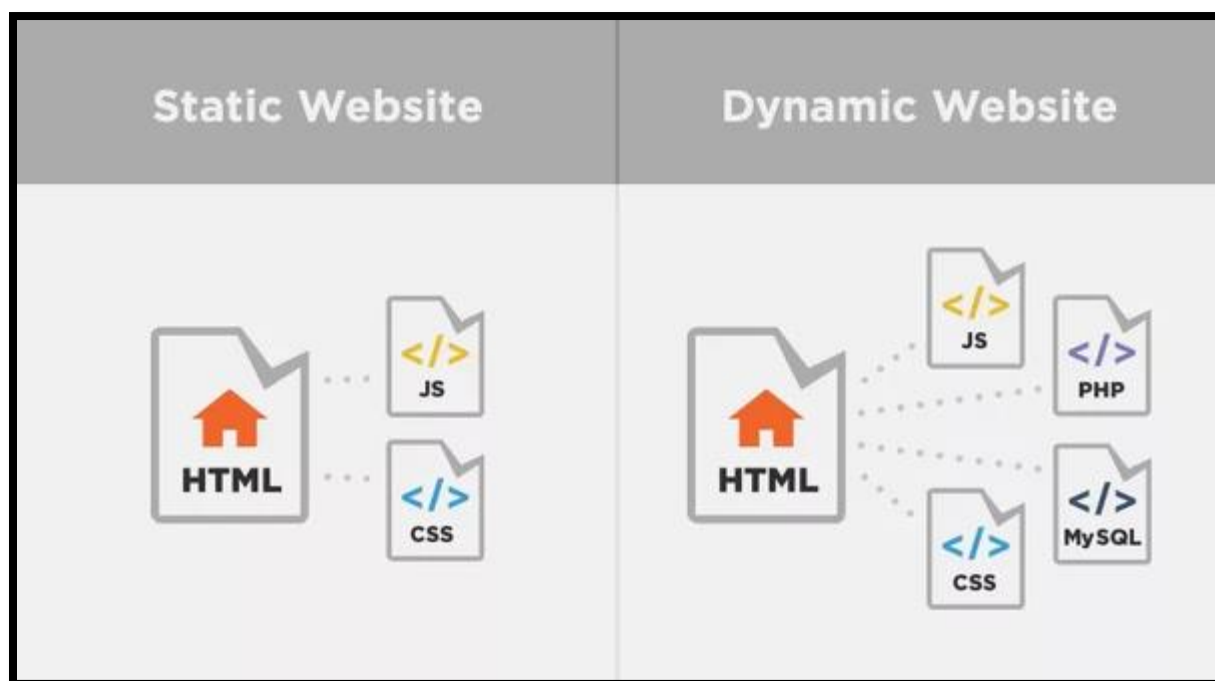 Static Website
Dynamic Website
</>
JS
HTML
</>
CSS
</>
JS
</>
PHP
HTML
</>
MySQL
</>
CSS